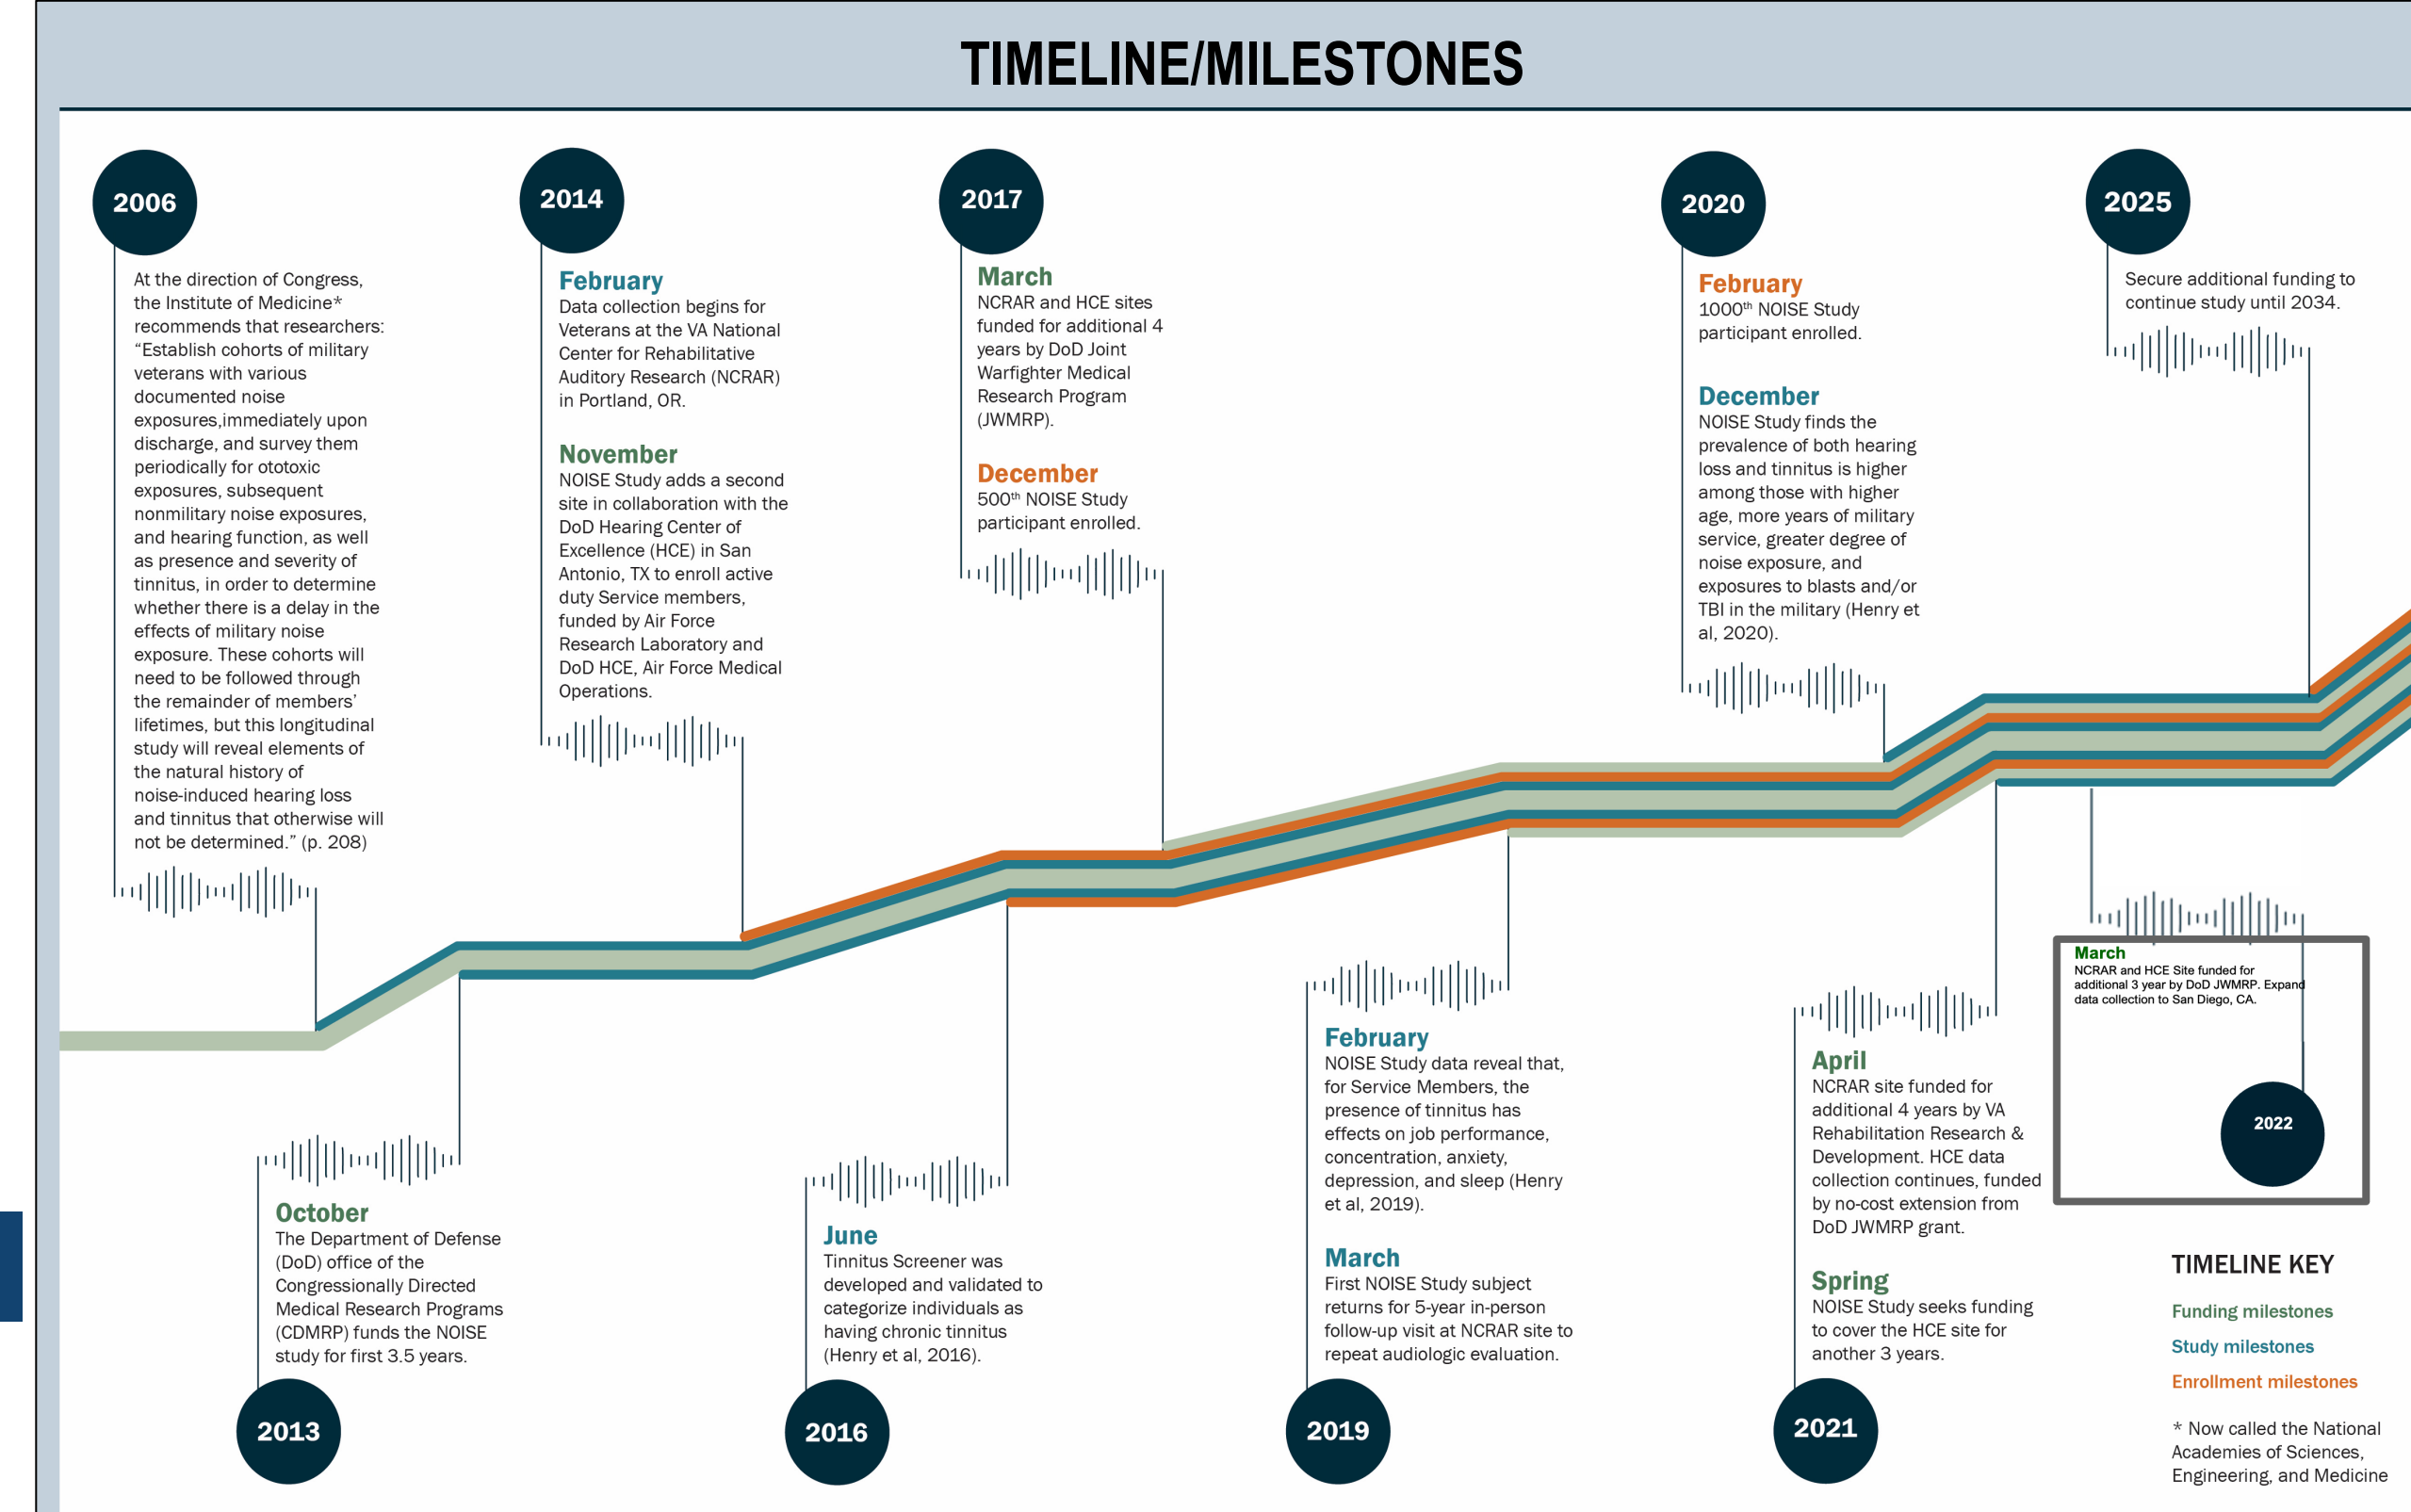 TIMELINE/MILESTONES
2006
At the direction of Congress,
the Institute of Medicine*
recommends that researchers:
“Establish cohorts of military
veterans with various
documented noise
exposures,immediately upon
discharge, and survey them
periodically for ototoxic
exposures, subsequent
nonmilitary noise exposures,
and hearing function, as well
as presence and severity of
tinnitus, in order to determine
whether there is a delay in the
effects of military noise
exposure. These cohorts will
need to be followed through
the remainder of members’
lifetimes, but this longitudinal
study will reveal elements of
the natural history of
noise-induced hearing loss
and tinnitus that otherwise will
not be determined.” (p. 208)
October
The Department of Defense
(DoD) office of the
Congressionally Directed
Medical Research Programs
(CDMRP) funds the NOISE
study for first 3.5 years.
2013
2014
February
Data collection begins for
Veterans at the VA National
Center for Rehabilitative
Auditory Research (NCRAR)
in Portland, OR.
November
NOISE Study adds a second
site in collaboration with the
DoD Hearing Center of
Excellence (HCE) in San
Antonio, TX to enroll active
duty Service members,
funded by Air Force
Research Laboratory and
DoD HCE, Air Force Medical
Operations.
June
Tinnitus Screener was
developed and validated to
categorize individuals as
having chronic tinnitus
(Henry et al, 2016).
2016
2017
March
NCRAR and HCE sites
funded for additional 4
years by DoD Joint
Warfighter Medical
Research Program
(JWMRP).
December
500th NOISE Study
participant enrolled.
February
NOISE Study data reveal that,
for Service Members, the
presence of tinnitus has
effects on job performance,
concentration, anxiety,
depression, and sleep (Henry
et al, 2019).
March
First NOISE Study subject
returns for 5-year in-person
follow-up visit at NCRAR site to
repeat audiologic evaluation.
2019
2020
February
1000th NOISE Study
participant enrolled.
December
NOISE Study finds the
prevalence of both hearing
loss and tinnitus is higher
among those with higher
age, more years of military
service, greater degree of
noise exposure, and
exposures to blasts and/or
TBI in the military (Henry et
al, 2020).
April
NCRAR site funded for
additional 4 years by VA
Rehabilitation Research &
Development. HCE data
collection continues, funded
by no-cost extension from
DoD JWMRP grant.
Spring
NOISE Study seeks funding
to cover the HCE site for
another 3 years.
2021
2025
Secure additional funding to
continue study until 2034.
March
NCRAR and HCE Site funded for
additional 3 year by DoD JWMRP. Expand
data collection to San Diego, CA.
2022
TIMELINE KEY
Funding milestones
Study milestones
Enrollment milestones
* Now called the National
Academies of Sciences,
Engineering, and Medicine